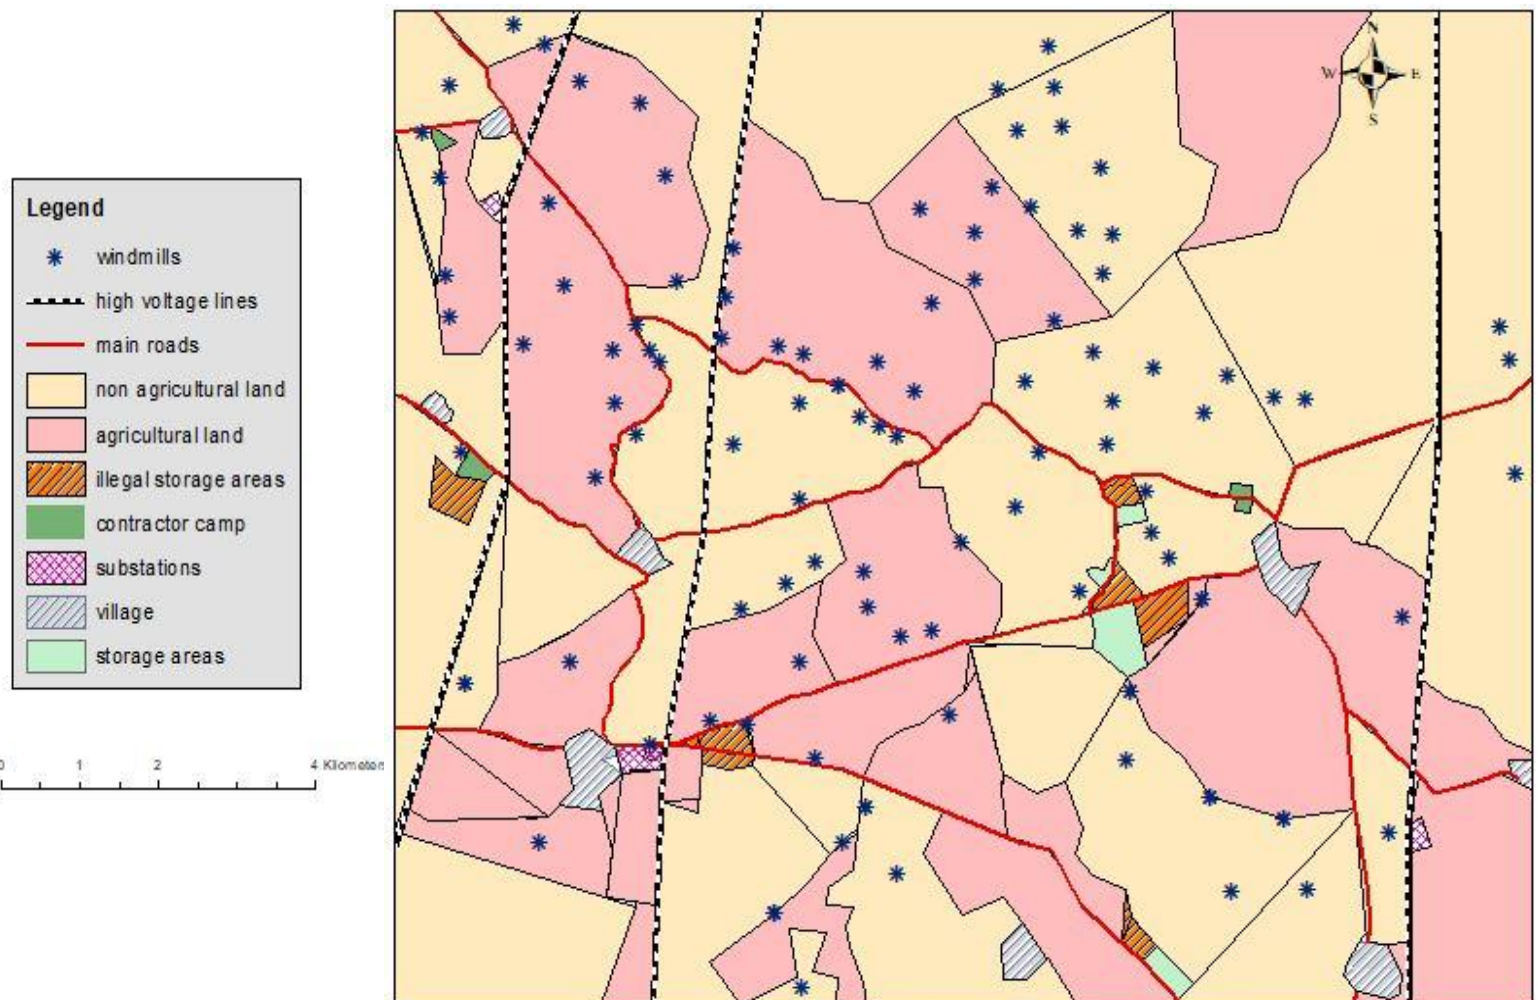 Legend
windmills
high voltage lines
main roads
non agricultural land
agricultural land
illegal storage areas
contractor camp
substations
village
storage areas
0 1 2 4 Kilometers
N
W E
S